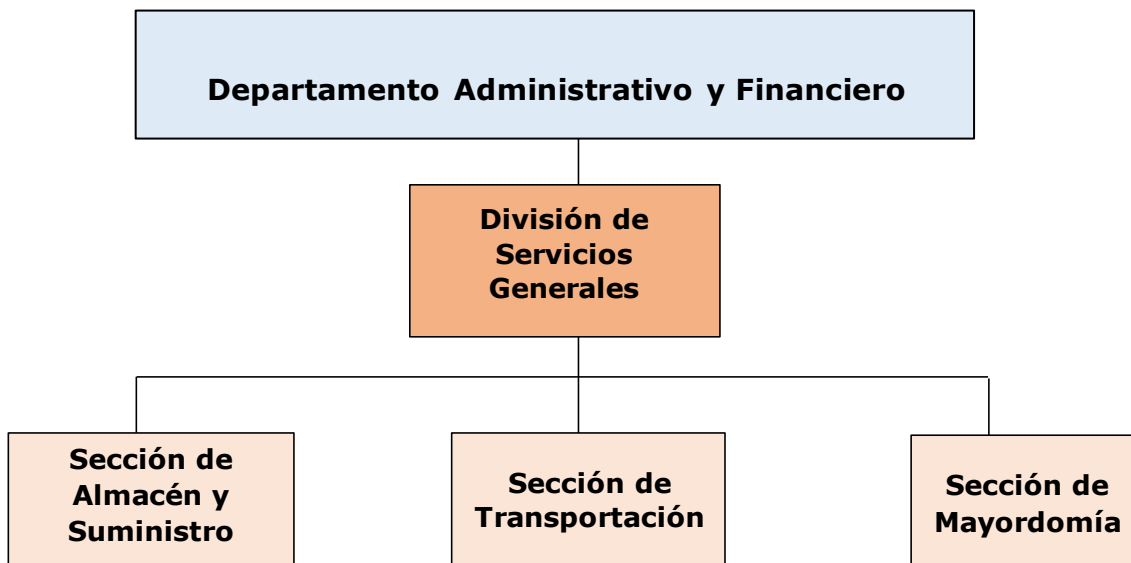 Departamento Administrativo y Financiero
División de
Servicios
Generales
Sección de
Almacén y
Suministro
Sección de
Transportación
Sección de
Mayordomía